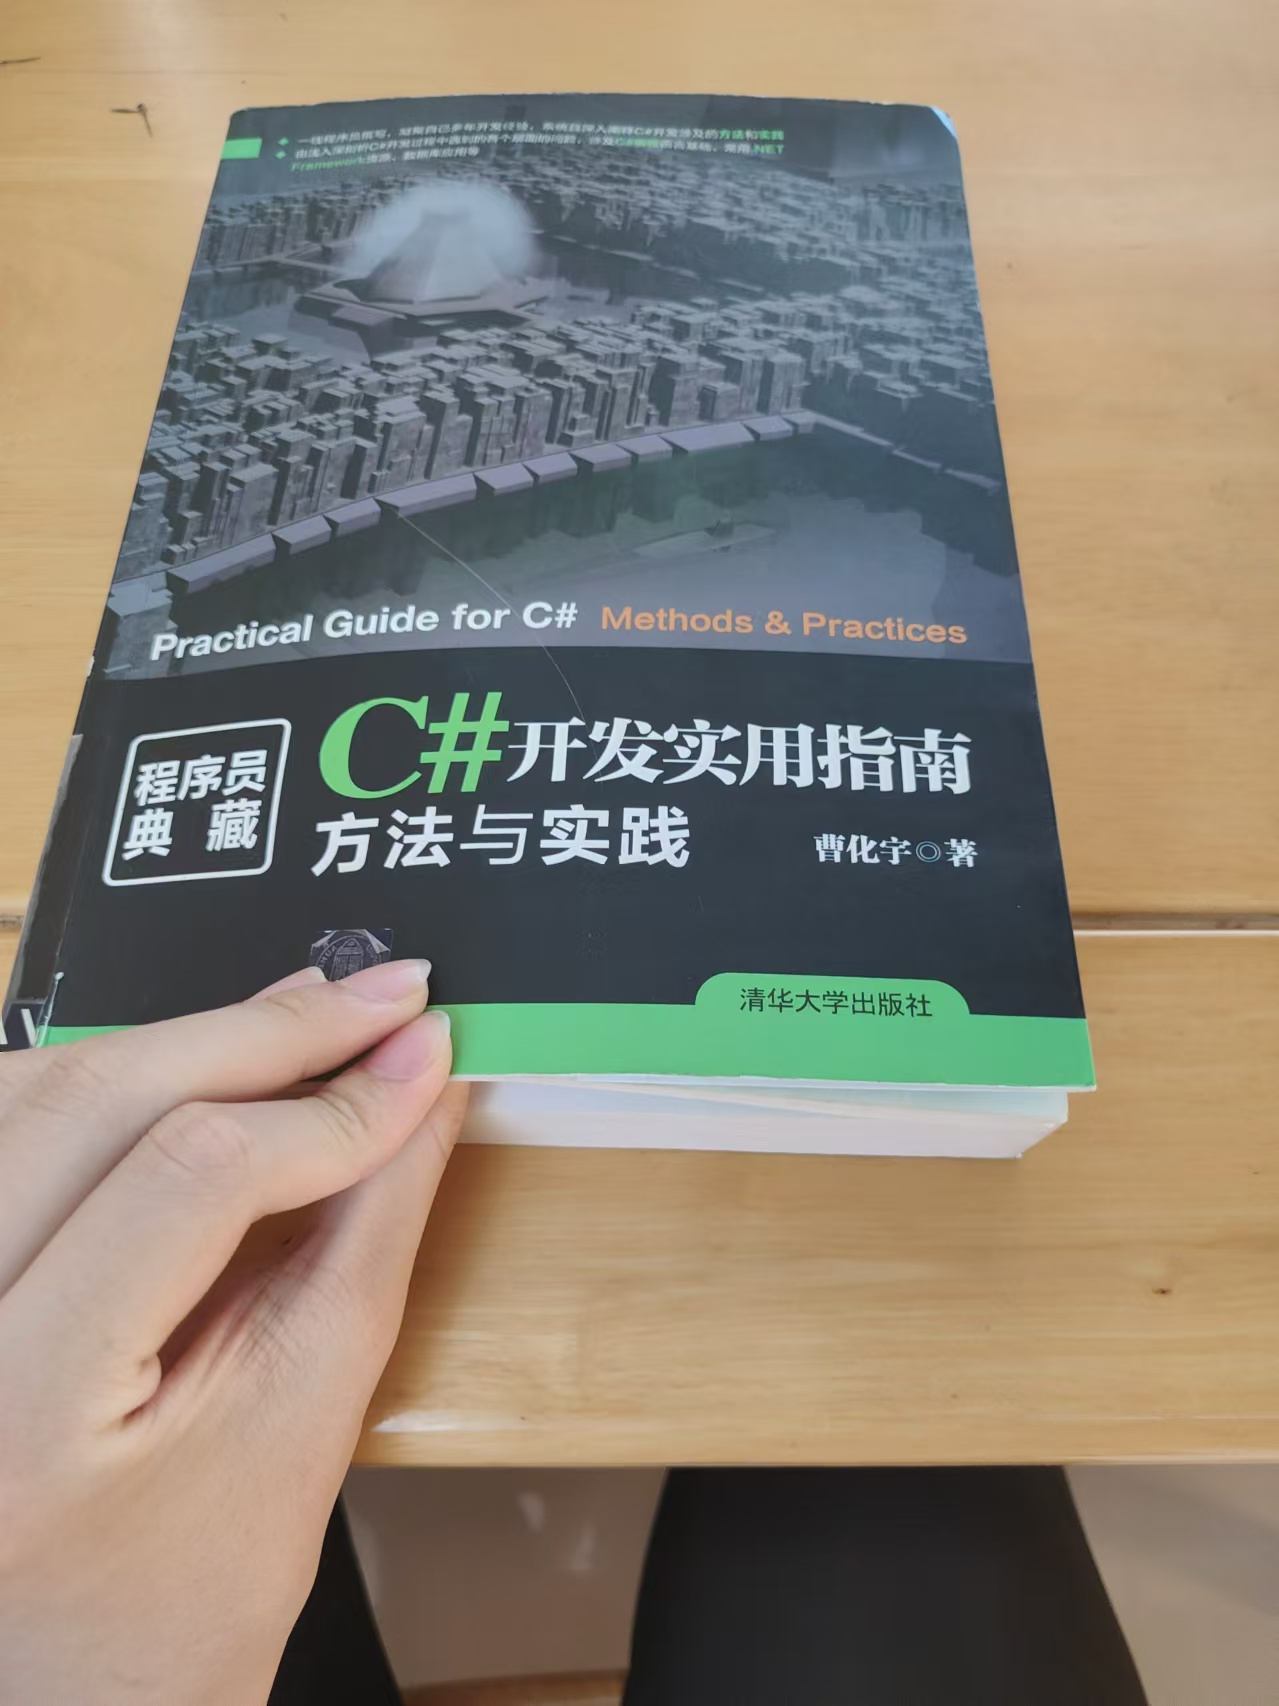 一线程序员撰写，凝聚自己多年开发经验，系统且深入阐释C#开发涉及的方法和实践
由浅入深剖析C#开发过程中遇到的各个层面的问题，涉及C#编程语言基础、常用.NET
Framework资源、数据库应用等
Practical Guide for C# Methods & Practices
程序员
典藏
C#开发实用指南
方法与实践
曹化宇◎著
清华大学出版社